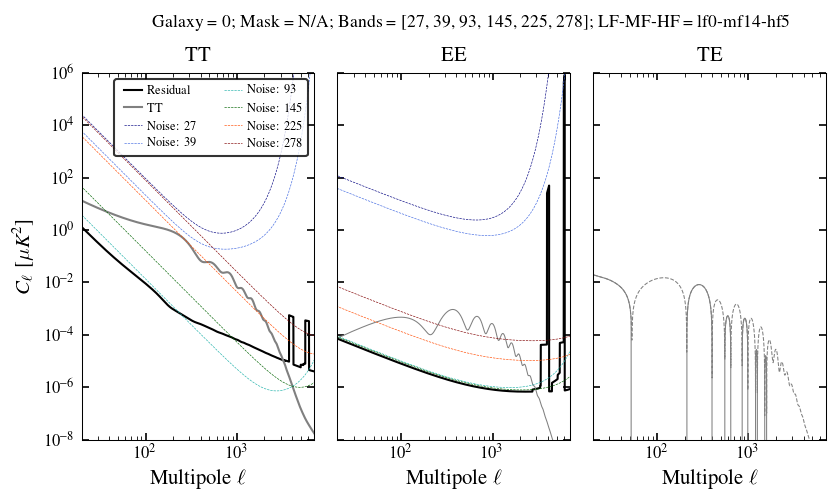 Galaxy = 0; Mask = N/A; Bands = [27, 39, 93, 145, 225, 278]; LF-MF-HF = lf0-mf14-hf5
TT
EE
TE
Residual
TT
Noise: 27
Noise: 39
Noise: 93
Noise: 145
Noise: 225
Noise: 278
10^6
10^4
10^2
10^0
10^−2
10^−4
10^−6
10^−8
C_ℓ [μK^2]
10^2
10^3
10^2
10^3
10^2
10^3
Multipole ℓ
Multipole ℓ
Multipole ℓ